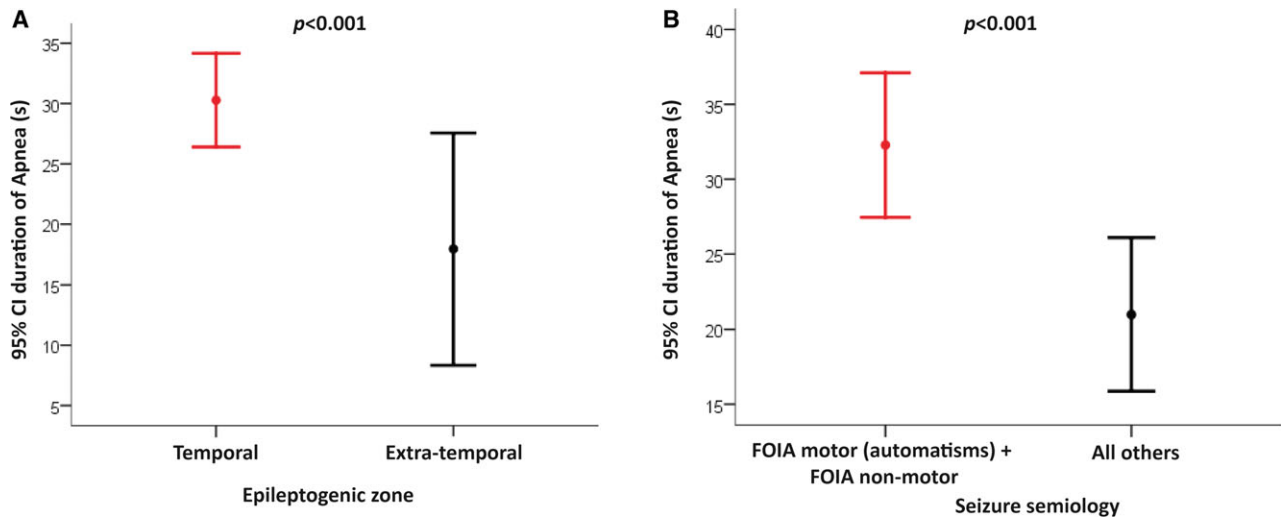 A
p<0.001
95% CI duration of Apnea (s)
35
30
25
20
15
10
5
Temporal
Extra-temporal
Epileptogenic zone
B
p<0.001
95% CI duration of Apnea (s)
40
35
30
25
20
15
FOIA motor (automatisms) +
FOIA non-motor
All others
Seizure semiology